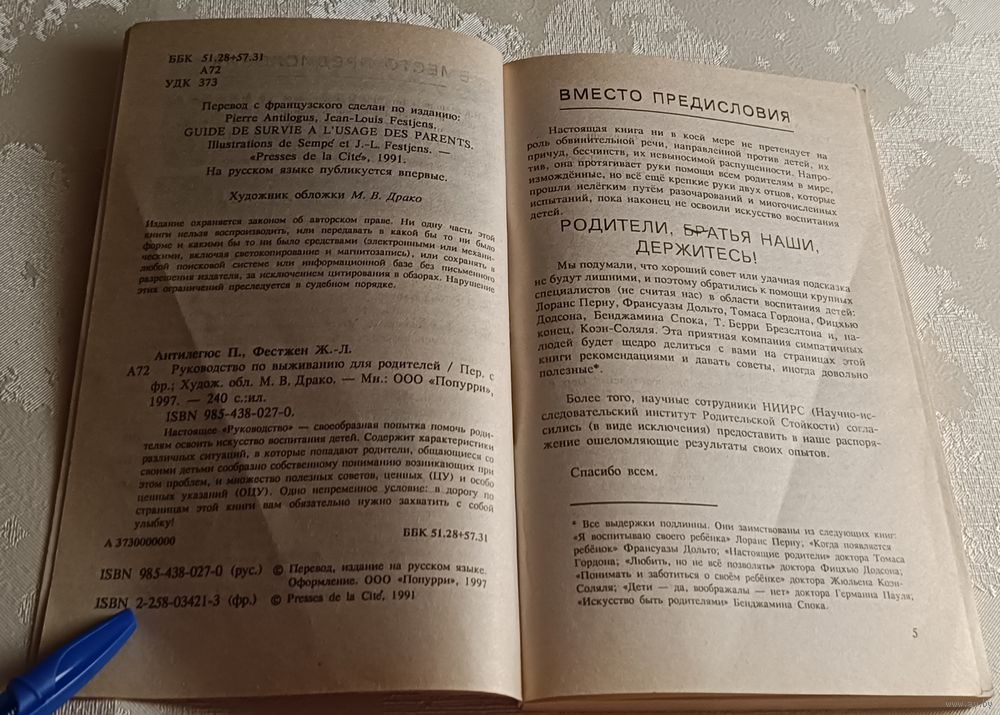 ББК 51.28+57.31
А72
УДК 373
Перевод с французского сделан по изданию:
Pierre Antilogus, Jean-Louis Festjens.
GUIDE DE SURVIE A L'USAGE DES PARENTS.
Illustrations de Sempé et J.-L. Festjens. —
«Presses de la Cité», 1991.
На русском языке публикуется впервые.
Художник обложки М. В. Драко
Издание охраняется законом об авторском праве. Ни одну часть этой
книги нельзя воспроизводить, или передавать в какой бы то ни было
форме и какими бы то ни было средствами (электронными или механи-
ческими, включая светокопирование и магнитозапись), или сохранять в
любой поисковой системе или информационной базе без письменного
разрешения издателя, за исключением цитирования в обзорах. Нарушение
этих ограничений преследуется в судебном порядке.
Антилегюс П., Фестжен Ж.-Л.
А72 Руководство по выживанию для родителей / Пер. с
фр.; Худож. обл. М. В. Драко. — Мн.: ООО «Попурри»,
1997. — 240 с.:ил.
ISBN 985-438-027-0.
Настоящее «Руководство» — своеобразная попытка помочь роди-
телям освоить искусство воспитания детей. Содержит характеристики
различных ситуаций, в которые попадают родители, общающиеся со
своими детьми сообразно собственному пониманию возникающих при
этом проблем, и множество полезных советов, ценных (ЦУ) и особо
ценных указаний (ОЦУ). Одно непременное условие: в дорогу по
страницам этой книги вам обязательно нужно захватить с собой
улыбку!
А 3730000000 ББК 51.28+57.31
ISBN 985-438-027-0 (рус.) © Перевод, издание на русском языке.
Оформление. ООО «Попурри», 1997
ISBN 2-258-03421-3 (фр.) © Presses de la Cité, 1991
ВМЕСТО ПРЕДИСЛОВИЯ
Настоящая книга ни в коей мере не претендует на
роль обвинительной речи, направленной против детей, их
причуд, бесчинств, их невыносимой распущенности. Напро-
тив, она протягивает руки помощи всем родителям в мире,
измождённые, но всё ещё крепкие руки двух отцов, которые
прошли нелёгким путём разочарований и многочисленных
испытаний, пока наконец не освоили искусство воспитания
детей.
РОДИТЕЛИ, БРАТЬЯ НАШИ,
ДЕРЖИТЕСЬ!
Мы подумали, что хороший совет или удачная подсказка
не будут лишними, и поэтому обратились к помощи крупных
специалистов (не считая нас) в области воспитания детей:
Лоранс Перну, Франсуазы Дольто, Томаса Гордона, Фицхью
Додсона, Бенджамина Спока, Т. Берри Брезелтона и, на-
конец, Коэн-Соляля. Эта приятная компания симпатичных
людей будет щедро делиться с вами на страницах этой
книги рекомендациями и давать советы, иногда довольно
полезные*.
Более того, научные сотрудники НИИРС (Научно-ис-
следовательский институт Родительской Стойкости) согла-
сились (в виде исключения) предоставить в наше распоря-
жение ошеломляющие результаты своих опытов.
Спасибо всем.
* Все выдержки подлинны. Они заимствованы из следующих книг:
«Я воспитываю своего ребёнка» Лоранс Перну; «Когда появляется
ребёнок» Франсуазы Дольто; «Настоящие родители» доктора Томаса
Гордона; «Любить, но не всё позволять» доктора Фицхью Додсона;
«Понимать и заботиться о своём ребёнке» доктора Жюльена Коэн-
Соляля; «Дети — да, воображалы — нет» доктора Германна Пауля;
«Искусство быть родителями» Бенджамина Спока.
5